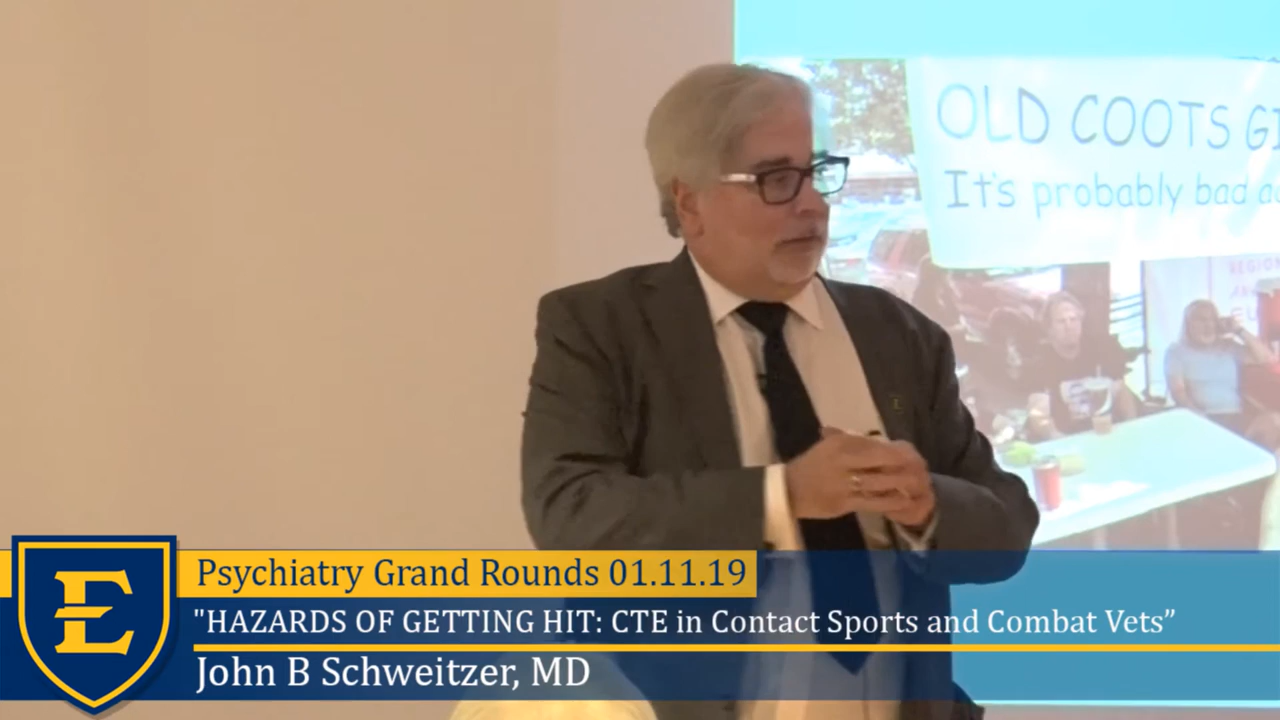 OLD COOTS
It's probably bad
REGION
E
Psychiatry Grand Rounds 01.11.19
"HAZARDS OF GETTING HIT: CTE in Contact Sports and Combat Vets”
John B Schweitzer, MD